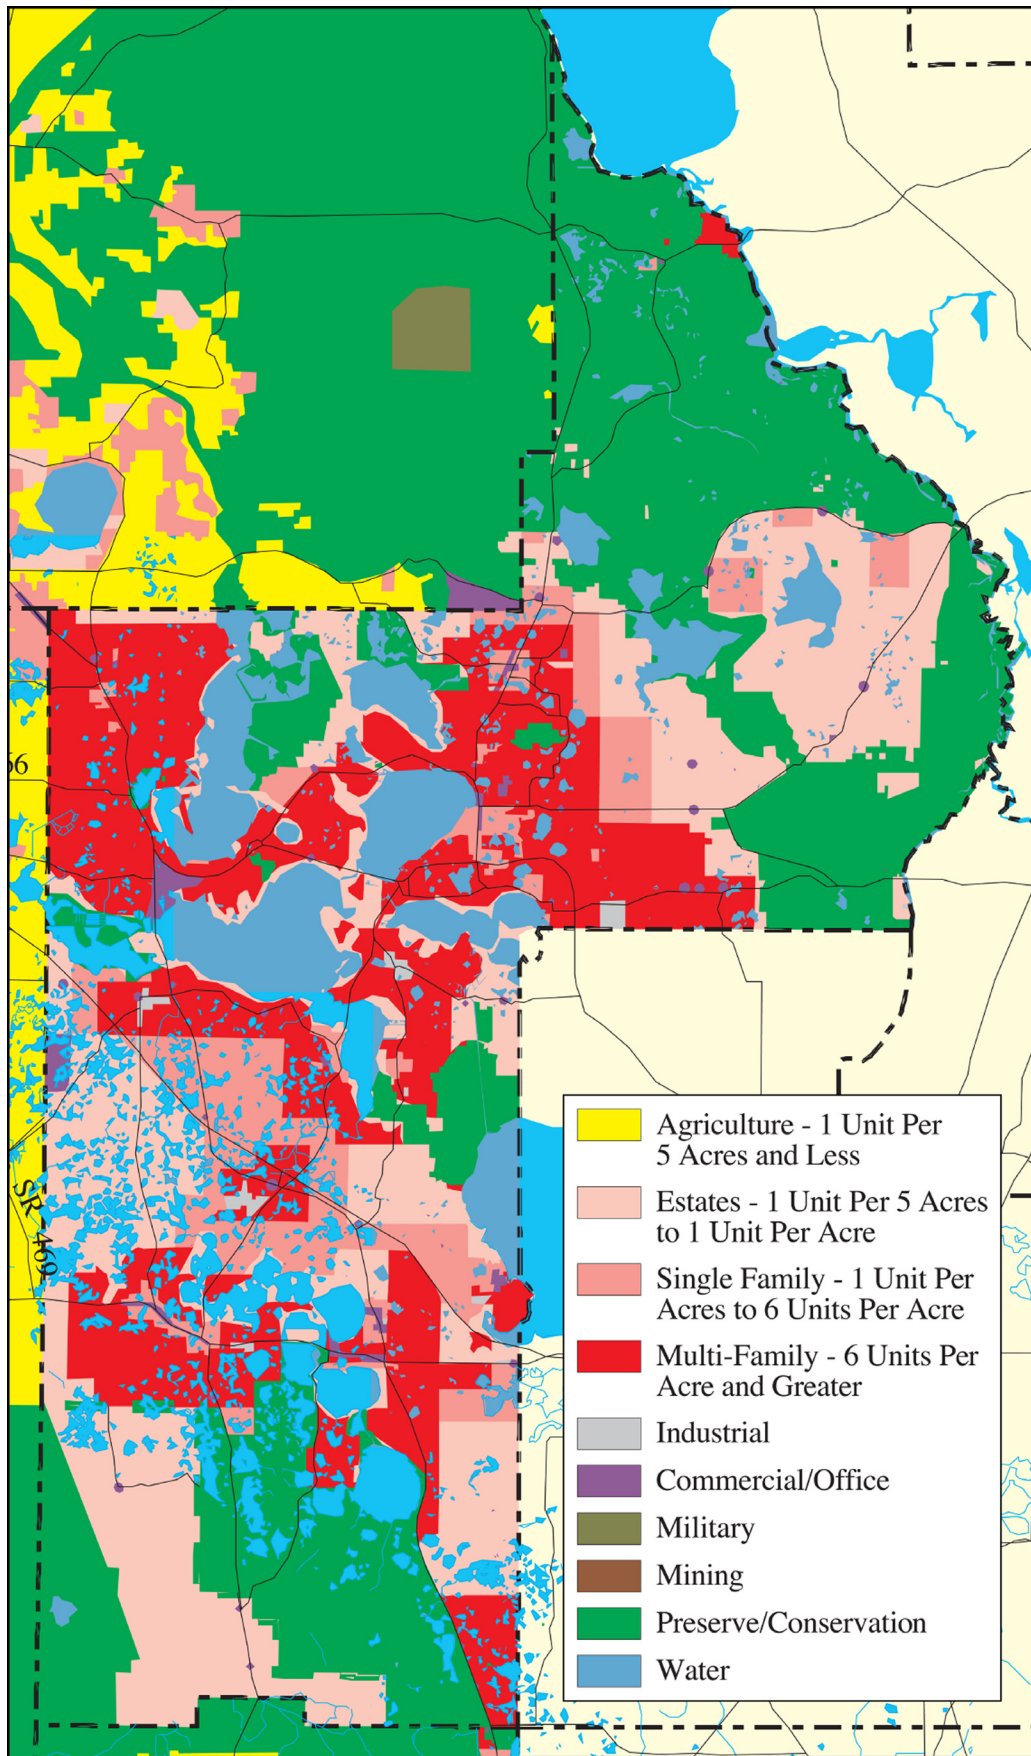 66
SR 469
Agriculture - 1 Unit Per
5 Acres and Less
Estates - 1 Unit Per 5 Acres
to 1 Unit Per Acre
Single Family - 1 Unit Per
Acres to 6 Units Per Acre
Multi-Family - 6 Units Per
Acre and Greater
Industrial
Commercial/Office
Military
Mining
Preserve/Conservation
Water